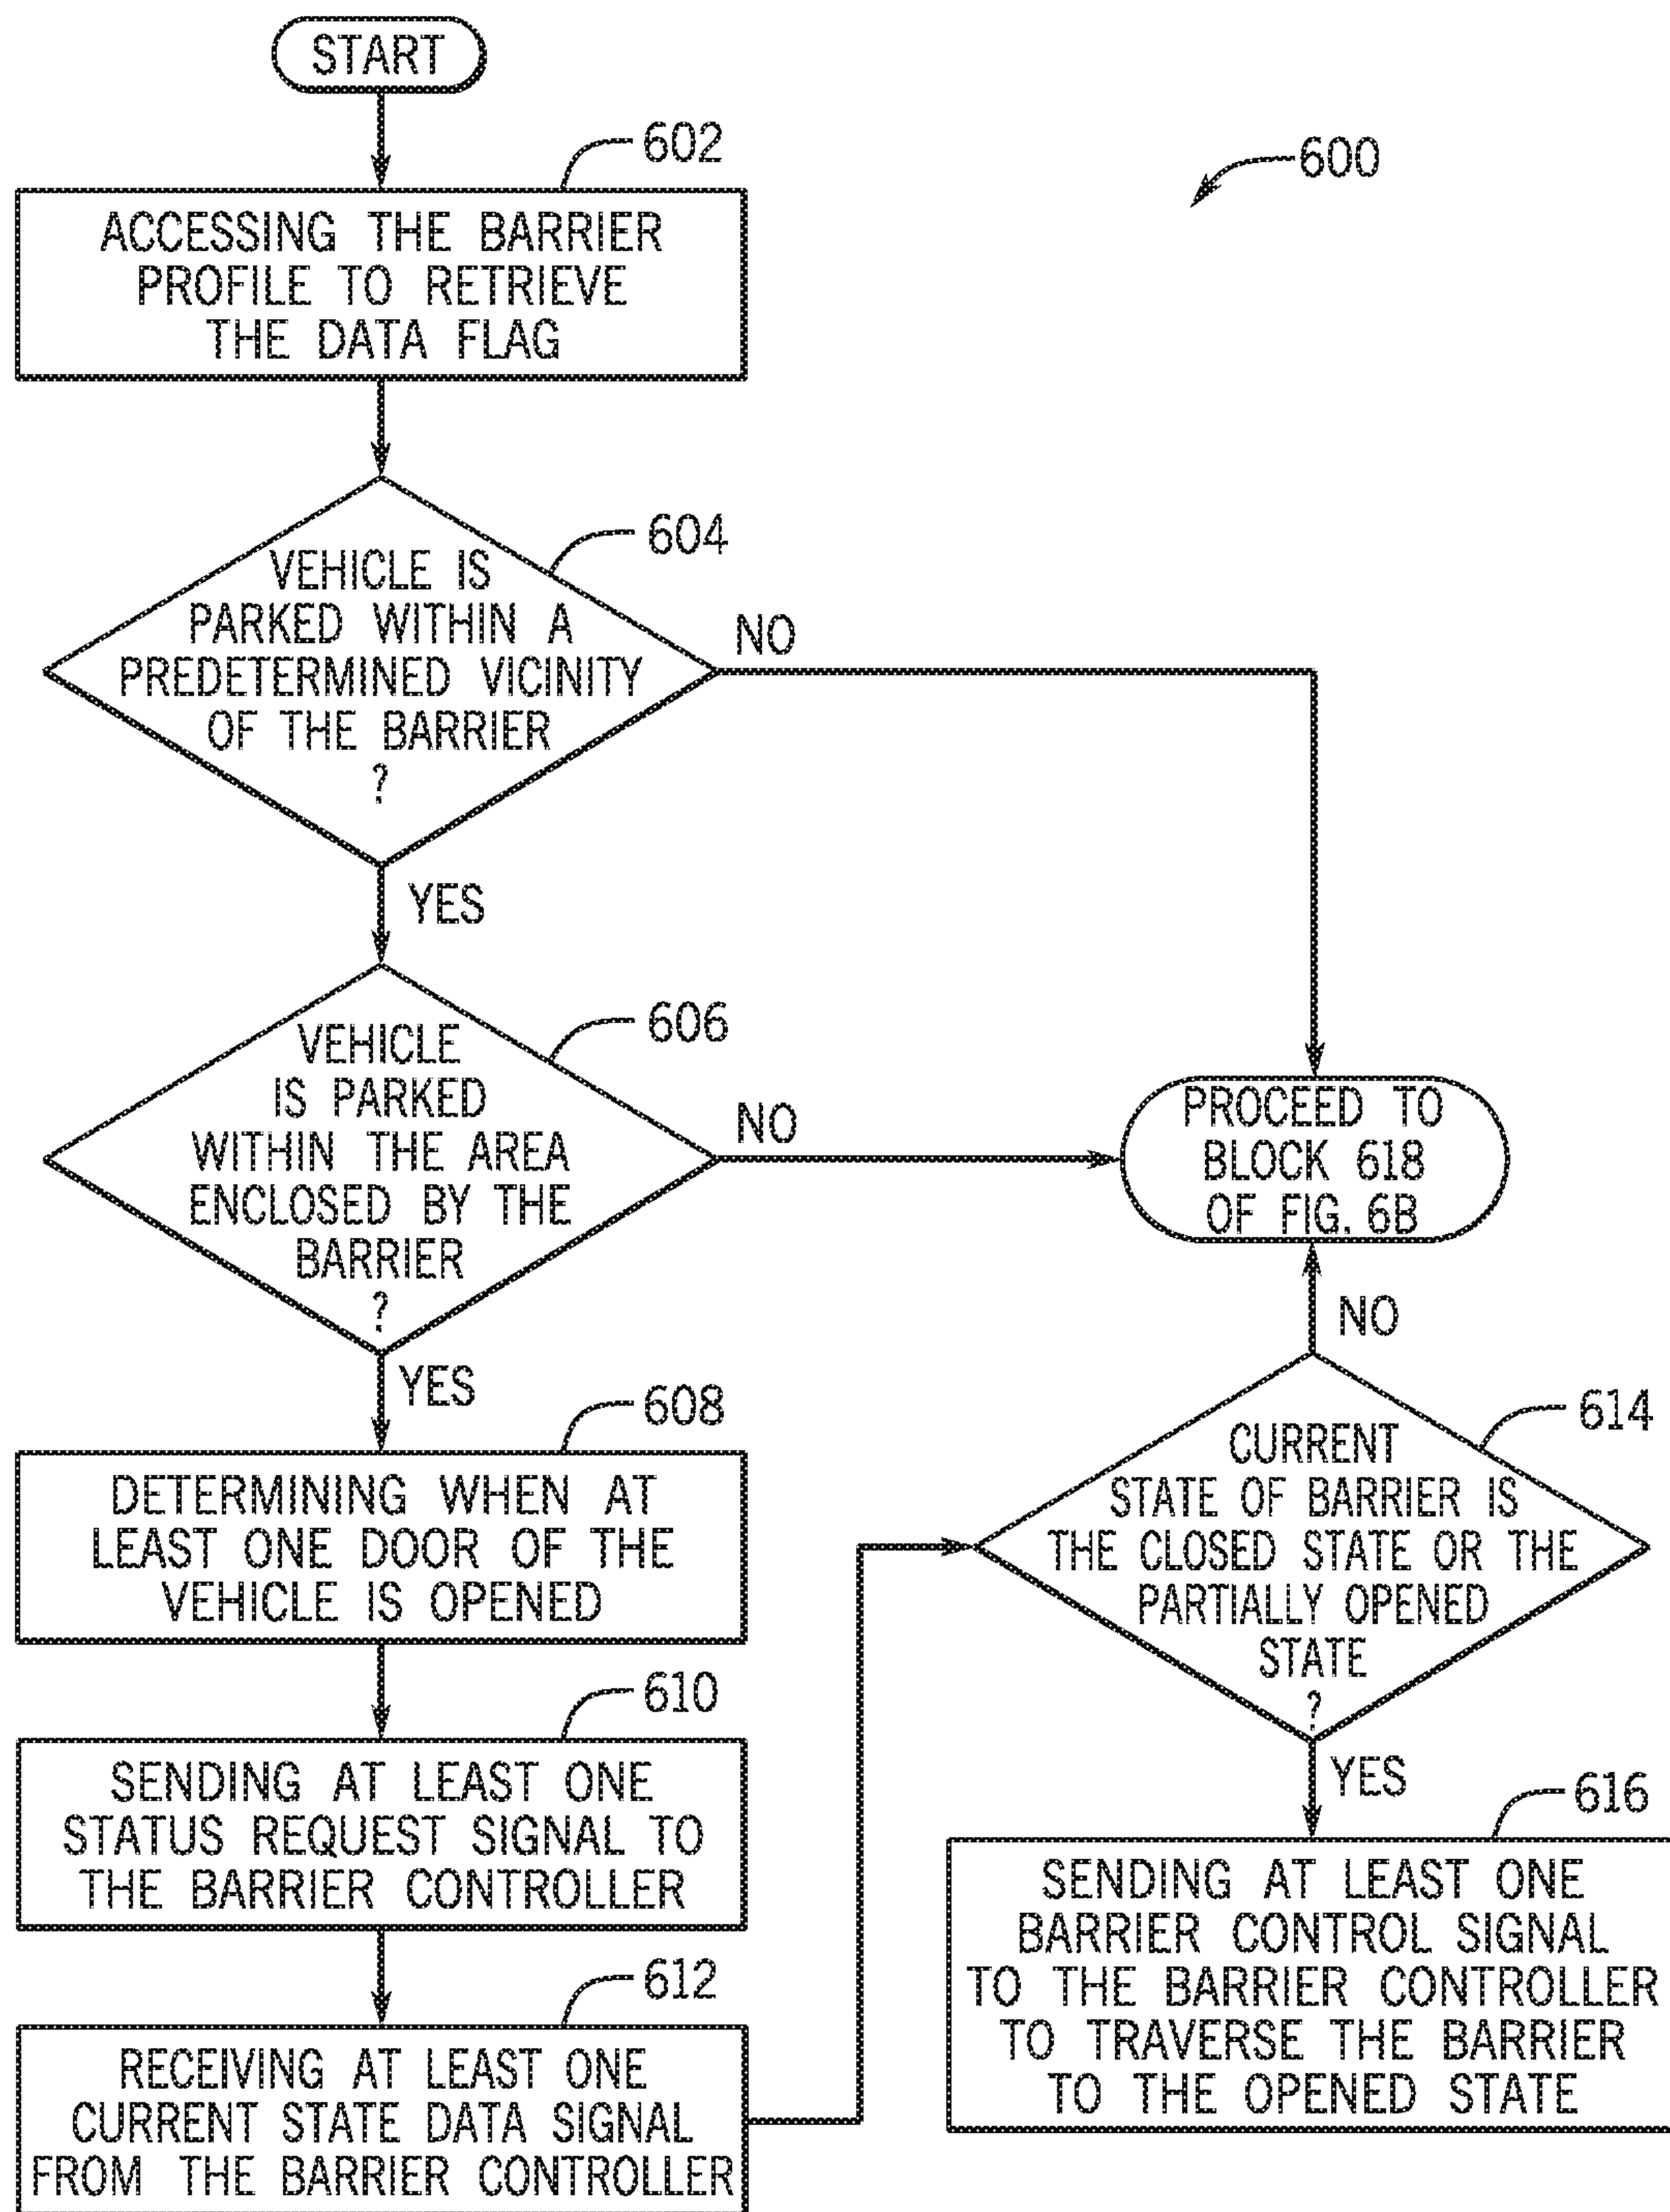 START
602
600
ACCESSING THE BARRIER
PROFILE TO RETRIEVE
THE DATA FLAG
604
VEHICLE IS
PARKED WITHIN A
PREDETERMINED VICINITY
OF THE BARRIER
?
NO
YES
606
VEHICLE
IS PARKED
WITHIN THE AREA
ENCLOSED BY THE
BARRIER
?
NO
YES
PROCEED TO
BLOCK 618
OF FIG. 6B
608
DETERMINING WHEN AT
LEAST ONE DOOR OF THE
VEHICLE IS OPENED
610
SENDING AT LEAST ONE
STATUS REQUEST SIGNAL TO
THE BARRIER CONTROLLER
612
RECEIVING AT LEAST ONE
CURRENT STATE DATA SIGNAL
FROM THE BARRIER CONTROLLER
NO
614
CURRENT
STATE OF BARRIER IS
THE CLOSED STATE OR THE
PARTIALLY OPENED
STATE
?
YES
616
SENDING AT LEAST ONE
BARRIER CONTROL SIGNAL
TO THE BARRIER CONTROLLER
TO TRAVERSE THE BARRIER
TO THE OPENED STATE